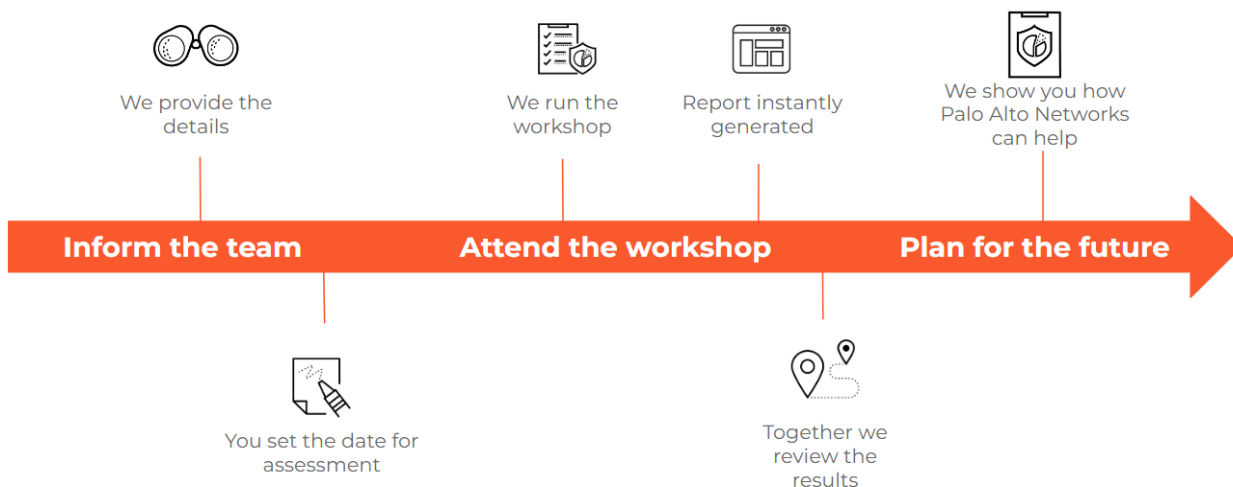 We provide the
details
We run the
workshop
Report instantly
generated
We show you how
Palo Alto Networks
can help
Inform the team
Attend the workshop
Plan for the future
You set the date for
assessment
Together we
review the
results